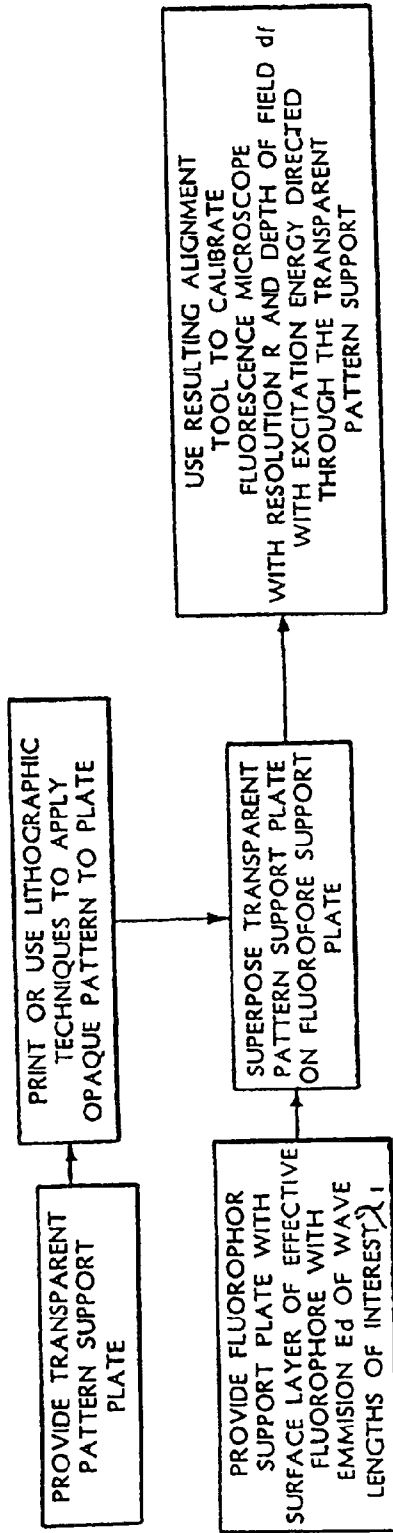 PROVIDE TRANSPARENT
PATTERN SUPPORT
PLATE
PRINT OR USE LITHOGRAPHIC
TECHNIQUES TO APPLY
OPAQUE PATTERN TO PLATE
PROVIDE FLUOROPHOR
SUPPORT PLATE WITH
SURFACE LAYER OF EFFECTIVE
FLUOROPHORE WITH
EMMISION Ed OF WAVE
LENGTHS OF INTEREST λ1
SUPERPOSE TRANSPARENT
PATTERN SUPPORT PLATE
ON FLUOROFORE SUPPORT
PLATE
USE RESULTING ALIGNMENT
TOOL TO CALIBRATE
FLUORESCENCE MICROSCOPE
WITH RESOLUTION R AND DEPTH OF FIELD df
WITH EXCITATION ENERGY DIRECTED
THROUGH THE TRANSPARENT
PATTERN SUPPORT